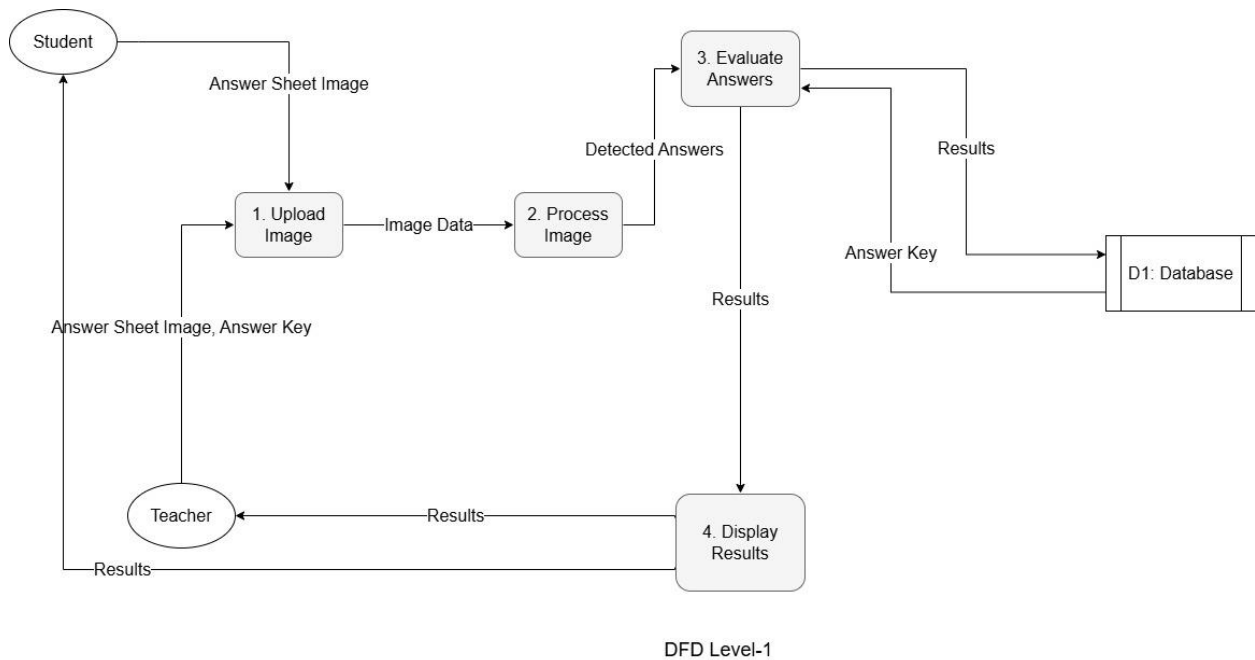 Student
Answer Sheet Image
3. Evaluate
Answers
Detected Answers
Results
1. Upload
Image
Image Data
2. Process
Image
Answer Key
D1: Database
Results
Answer Sheet Image, Answer Key
Teacher
Results
4. Display
Results
Results
DFD Level-1